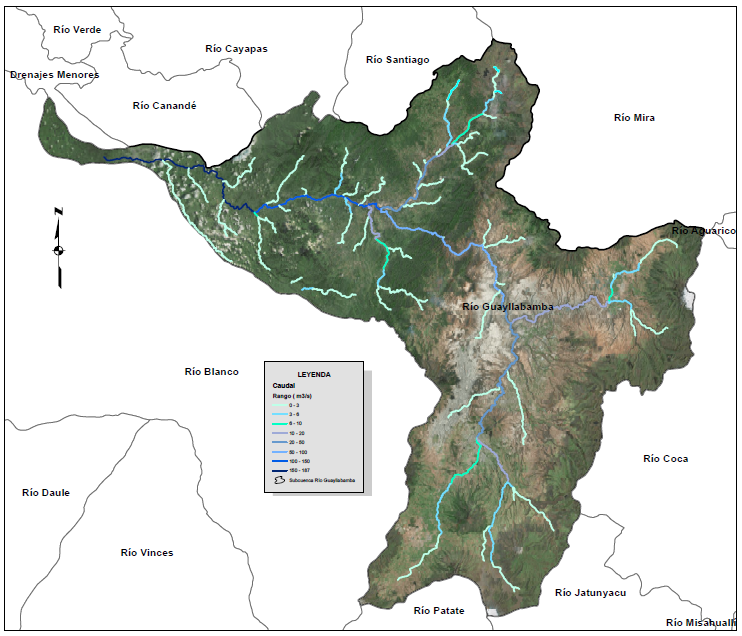 Río Verde
Río Cayapas
Río Santiago
Drenajes Menores
Río Canandé
Río Mira
N
Río Aguarico
Río Guayllabamba
Río Blanco
LEYENDA
Caudal
Rango ( m3/s)
0 - 3
3 - 6
6 - 10
10 - 20
20 - 50
50 - 100
100 - 150
150 - 187
Subcuenca Río Guayllabamba
Río Coca
Río Daule
Río Vinces
Río Jatunyacu
Río Patate
Río Misahuallí